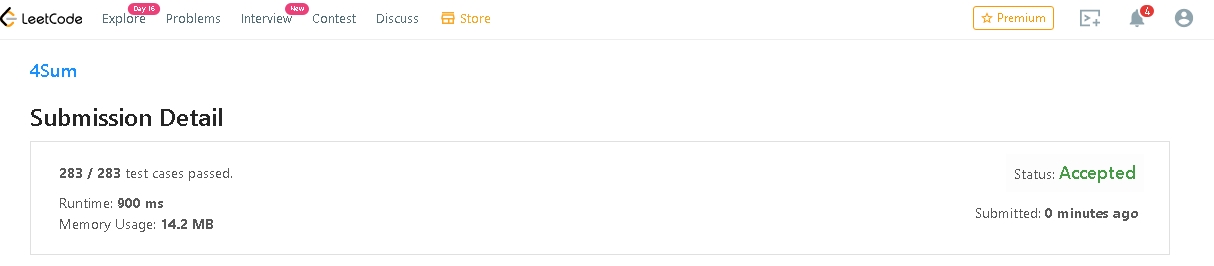 LeetCode Explore Day 16 Problems Interview New Contest Discuss Store Premium 4
4Sum
Submission Detail
283 / 283 test cases passed. Status: Accepted
Runtime: 900 ms Submitted: 0 minutes ago
Memory Usage: 14.2 MB